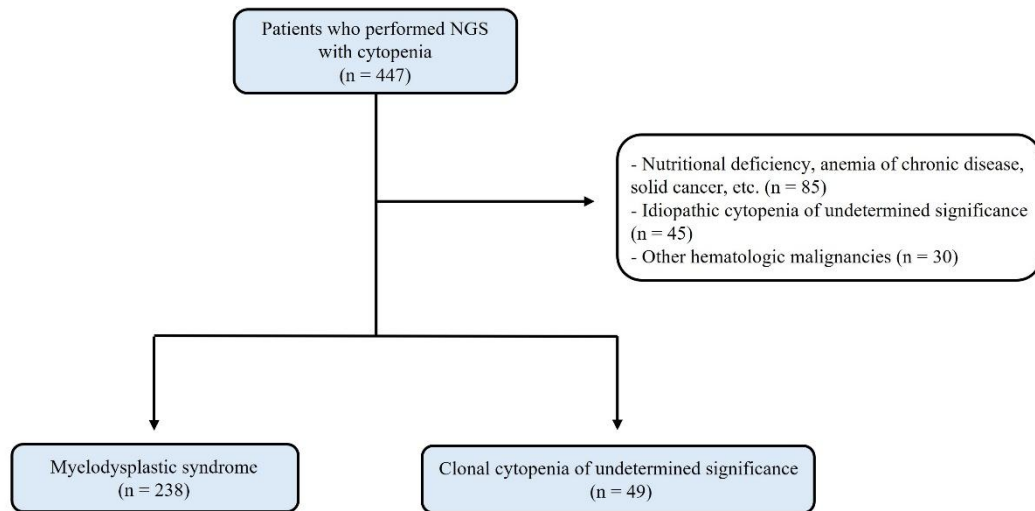 Patients who performed NGS
with cytopenia
(n = 447)
- Nutritional deficiency, anemia of chronic disease,
solid cancer, etc. (n = 85)
- Idiopathic cytopenia of undetermined significance
(n = 45)
- Other hematologic malignancies (n = 30)
Myelodysplastic syndrome
(n = 238)
Clonal cytopenia of undetermined significance
(n = 49)